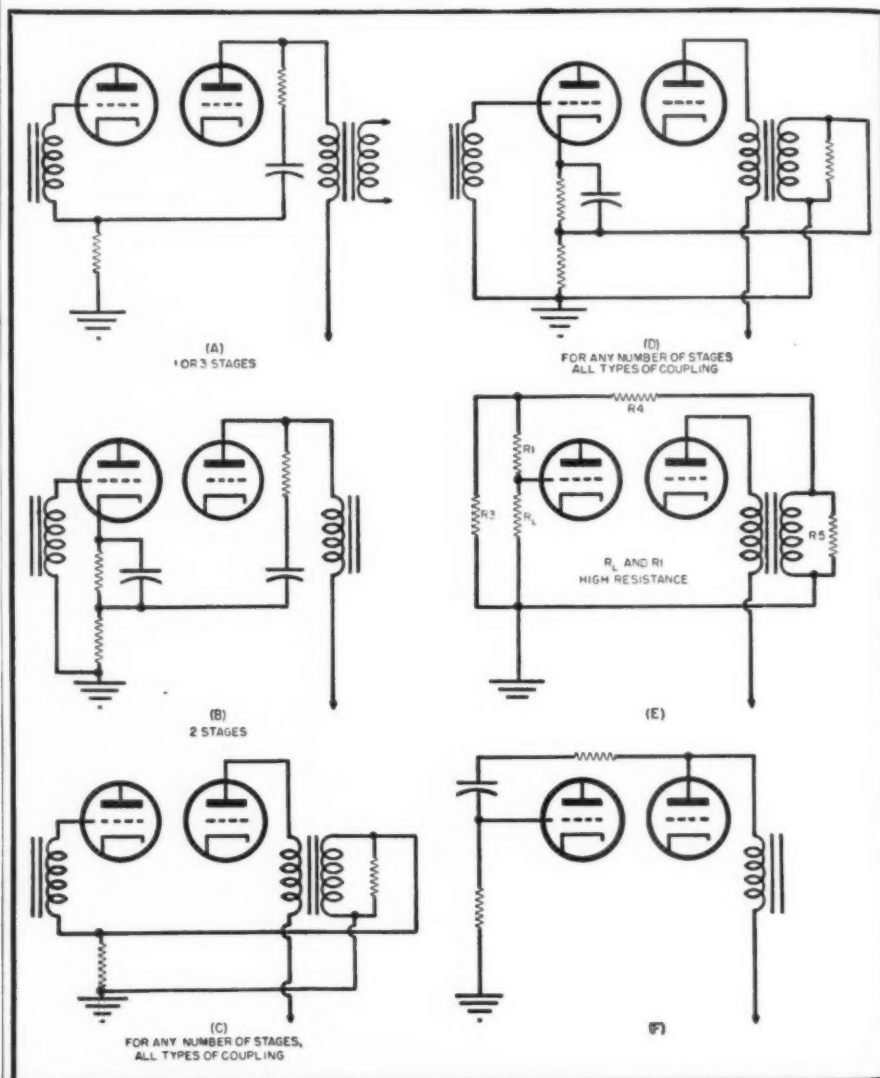 (A)
1 OR 3 STAGES
(B)
2 STAGES
(C)
FOR ANY NUMBER OF STAGES,
ALL TYPES OF COUPLING
(D)
FOR ANY NUMBER OF STAGES
ALL TYPES OF COUPLING
R4
R1
R3
RL
R5
RL AND R1
HIGH RESISTANCE
(E)
(F)